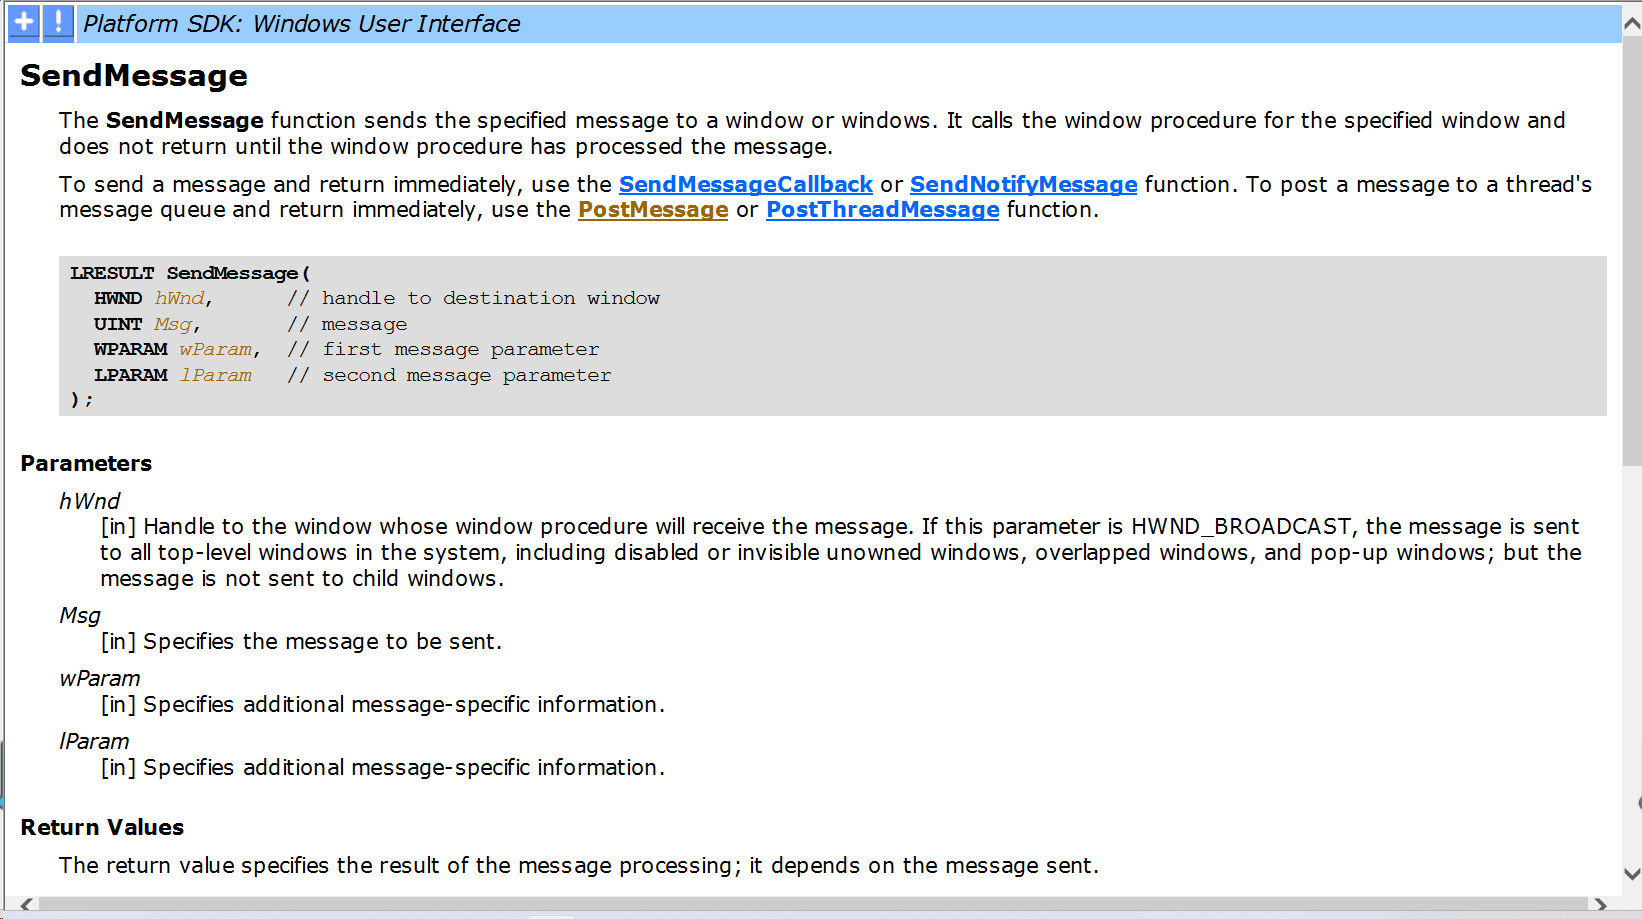 Platform SDK: Windows User Interface
SendMessage
The SendMessage function sends the specified message to a window or windows. It calls the window procedure for the specified window and
does not return until the window procedure has processed the message.
To send a message and return immediately, use the SendMessageCallback or SendNotifyMessage function. To post a message to a thread's
message queue and return immediately, use the PostMessage or PostThreadMessage function.
LRESULT SendMessage(
  HWND hWnd,      // handle to destination window
  UINT Msg,       // message
  WPARAM wParam,  // first message parameter
  LPARAM lParam   // second message parameter
);
Parameters
hWnd
[in] Handle to the window whose window procedure will receive the message. If this parameter is HWND_BROADCAST, the message is sent
to all top-level windows in the system, including disabled or invisible unowned windows, overlapped windows, and pop-up windows; but the
message is not sent to child windows.
Msg
[in] Specifies the message to be sent.
wParam
[in] Specifies additional message-specific information.
lParam
[in] Specifies additional message-specific information.
Return Values
The return value specifies the result of the message processing; it depends on the message sent.